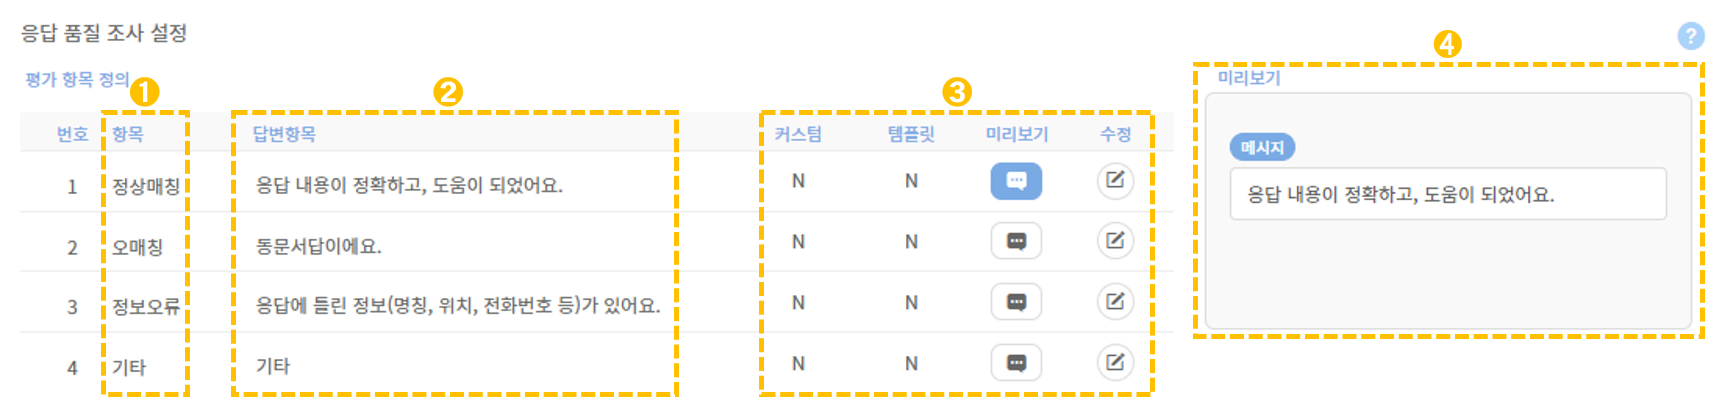 응답 품질 조사 설정
?
평가 항목 정의
1
2
3
4
번호 항목 답변항목 커스텀 템플릿 미리보기 수정
1 정상매칭 응답 내용이 정확하고, 도움이 되었어요. N N
2 오매칭 동문서답이에요. N N
3 정보오류 응답에 틀린 정보(명칭, 위치, 전화번호 등)가 있어요. N N
4 기타 기타 N N
미리보기
메시지
응답 내용이 정확하고, 도움이 되었어요.